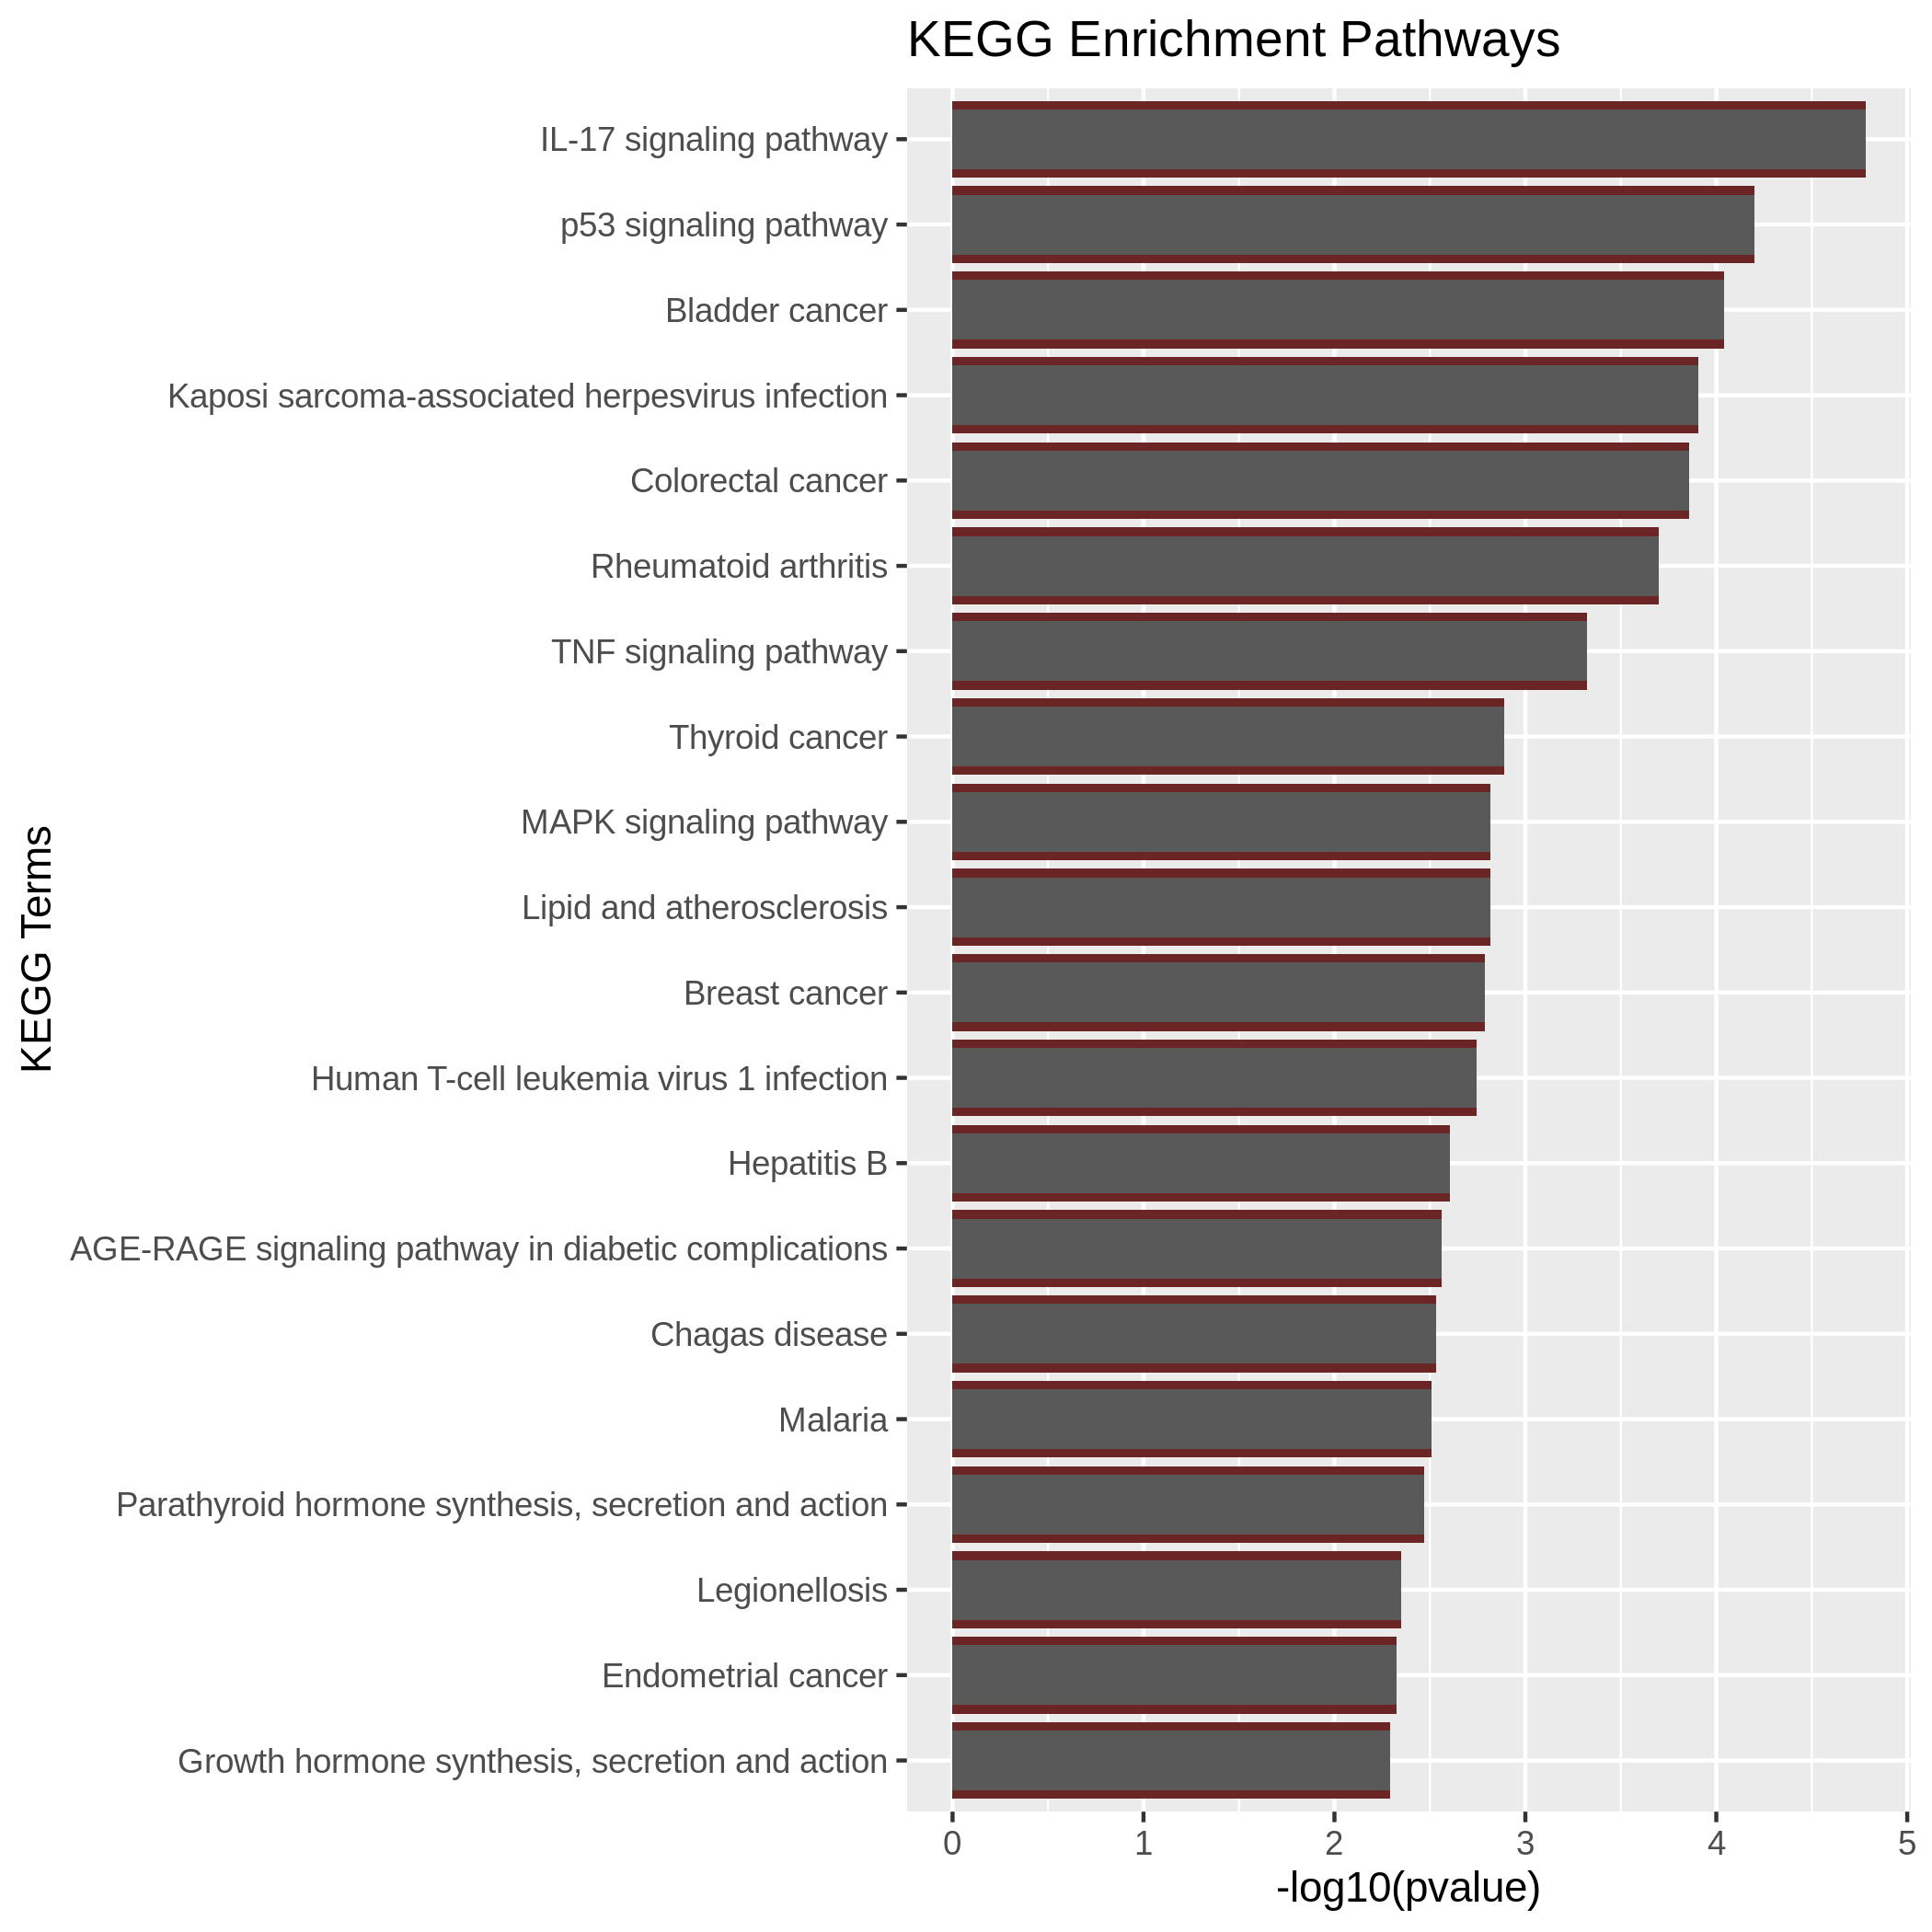 KEGG Enrichment Pathways
IL-17 signaling pathway
p53 signaling pathway
Bladder cancer
Kaposi sarcoma-associated herpesvirus infection
Colorectal cancer
Rheumatoid arthritis
TNF signaling pathway
Thyroid cancer
MAPK signaling pathway
Lipid and atherosclerosis
Breast cancer
Human T-cell leukemia virus 1 infection
Hepatitis B
AGE-RAGE signaling pathway in diabetic complications
Chagas disease
Malaria
Parathyroid hormone synthesis, secretion and action
Legionellosis
Endometrial cancer
Growth hormone synthesis, secretion and action
KEGG Terms
0 1 2 3 4 5
-log10(pvalue)